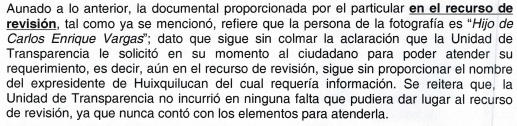 Aunado a lo anterior, la documental proporcionada por el particular en el recurso de
revisión, tal como ya se mencionó, refiere que la persona de la fotografía es "Hijo de
Carlos Enrique Vargas"; dato que sigue sin colmar la aclaración que la Unidad de
Transparencia le solicitó en su momento al ciudadano para poder atender su
requerimiento, es decir, aún en el recurso de revisión, sigue sin proporcionar el nombre
del expresidente de Huixquilucan del cual requería información. Se reitera que, la
Unidad de Transparencia no incurrió en ninguna falta que pudiera dar lugar al recurso
de revisión, ya que nunca contó con los elementos para atenderla.